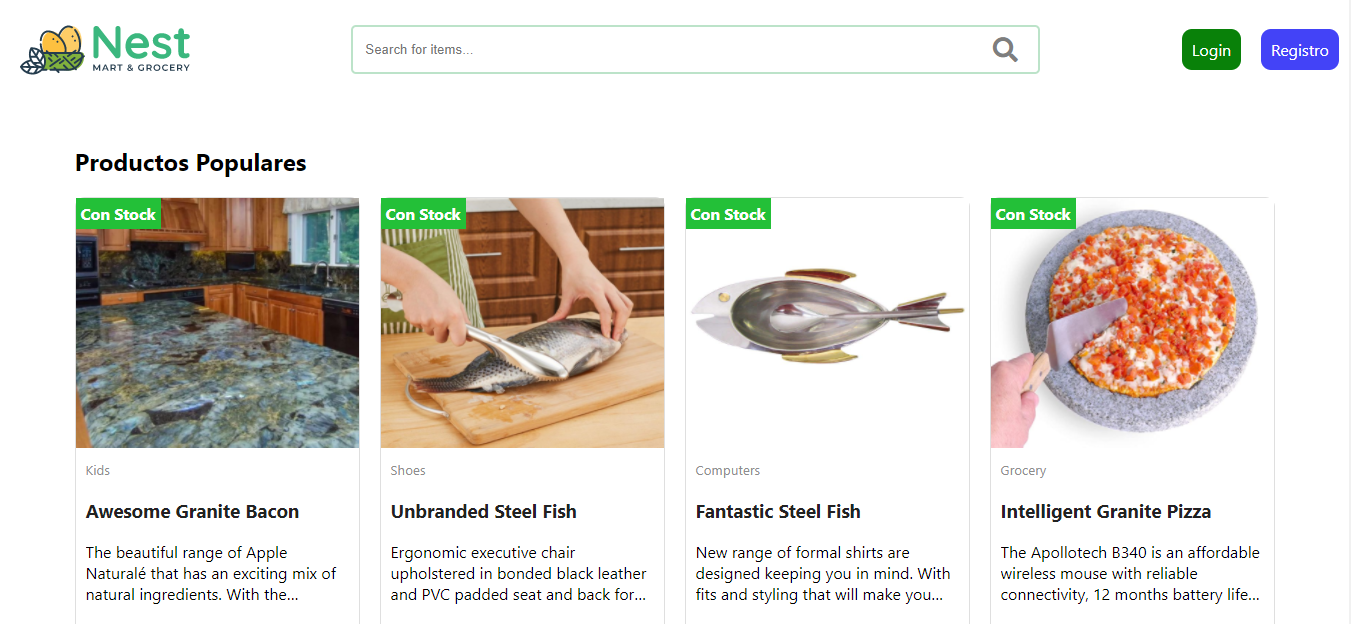 Nest
MART & GROCERY
Search for items...
Login
Registro
Productos Populares
Con Stock
Con Stock
Con Stock
Con Stock
Kids
Awesome Granite Bacon
The beautiful range of Apple
Naturalé that has an exciting mix of
natural ingredients. With the...
Shoes
Unbranded Steel Fish
Ergonomic executive chair
upholstered in bonded black leather
and PVC padded seat and back for...
Computers
Fantastic Steel Fish
New range of formal shirts are
designed keeping you in mind. With
fits and styling that will make you...
Grocery
Intelligent Granite Pizza
The Apollotech B340 is an affordable
wireless mouse with reliable
connectivity, 12 months battery life...